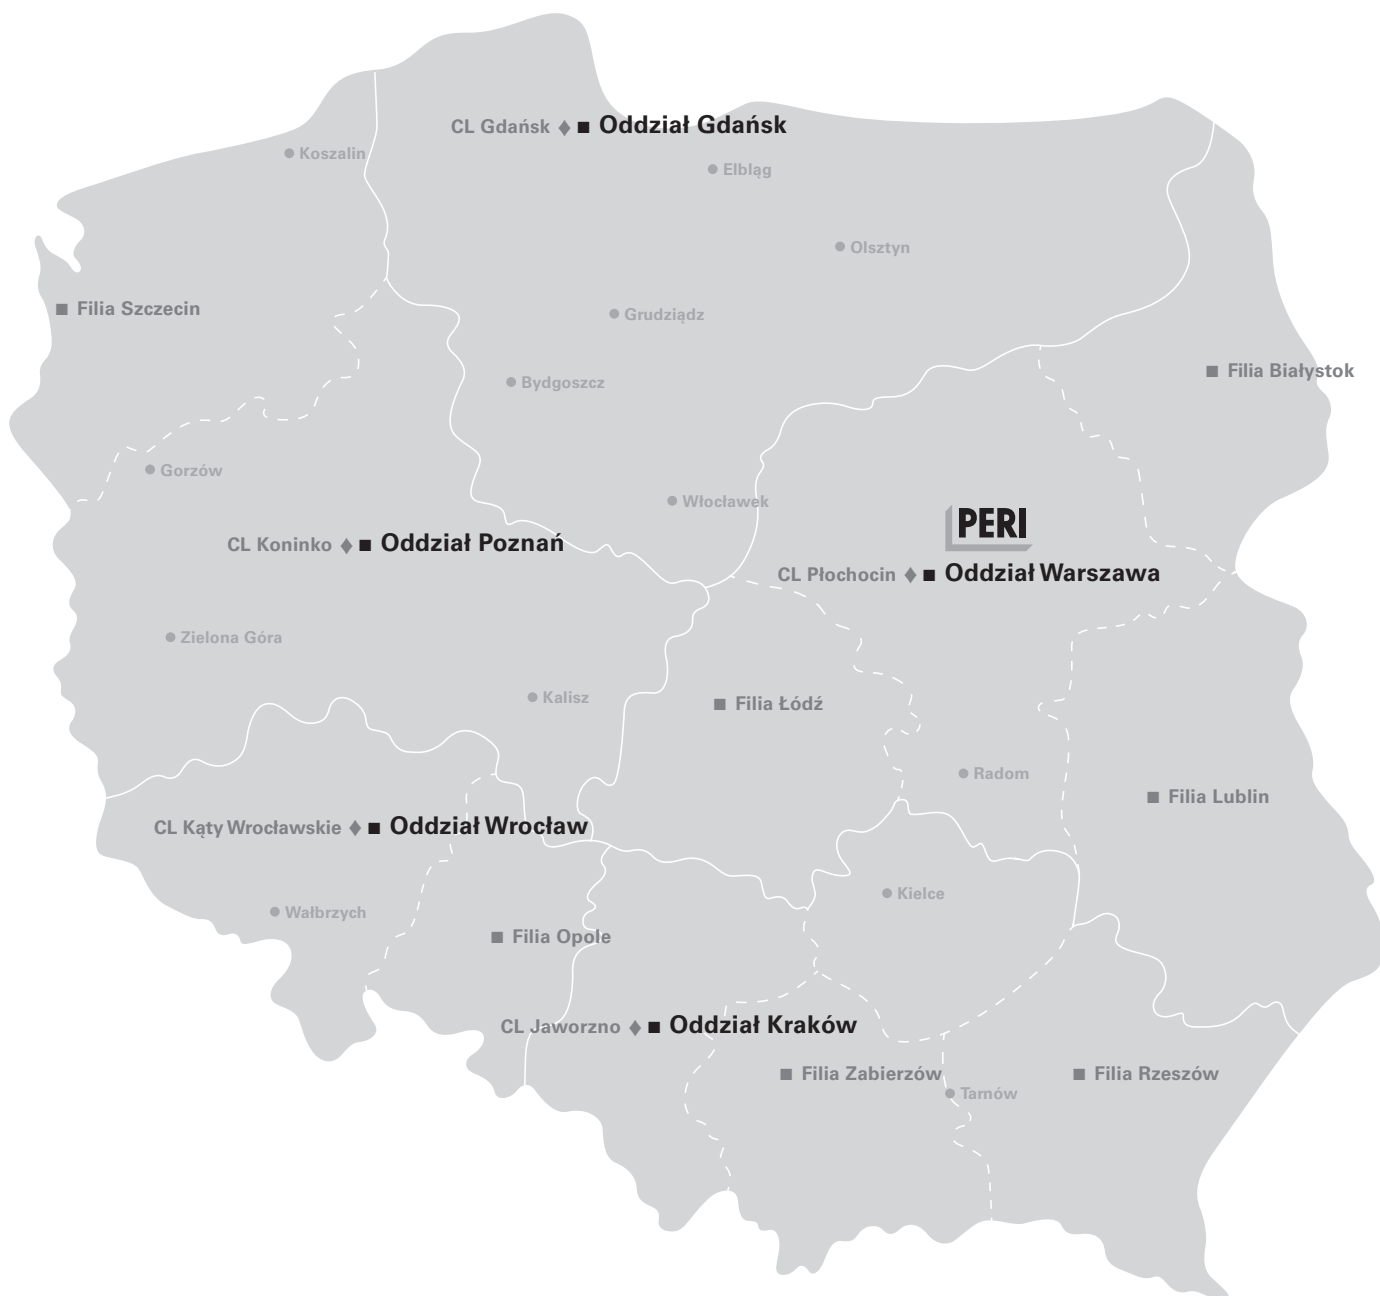 CL Gdańsk ♦ ■ Oddział Gdańsk
Koszalin
Elbląg
Olsztyn
Filia Szczecin
Grudziądz
Filia Białystok
Bydgoszcz
Gorzów
Włocławek
PERI
CL Koninko ♦ ■ Oddział Poznań
CL Płochocin ♦ ■ Oddział Warszawa
Zielona Góra
Kalisz
Filia Łódź
Radom
Filia Lublin
CL Kąty Wrocławskie ♦ ■ Oddział Wrocław
Kielce
Wałbrzych
Filia Opole
CL Jaworzno ♦ ■ Oddział Kraków
Filia Zabierzów
Filia Rzeszów
Tarnów